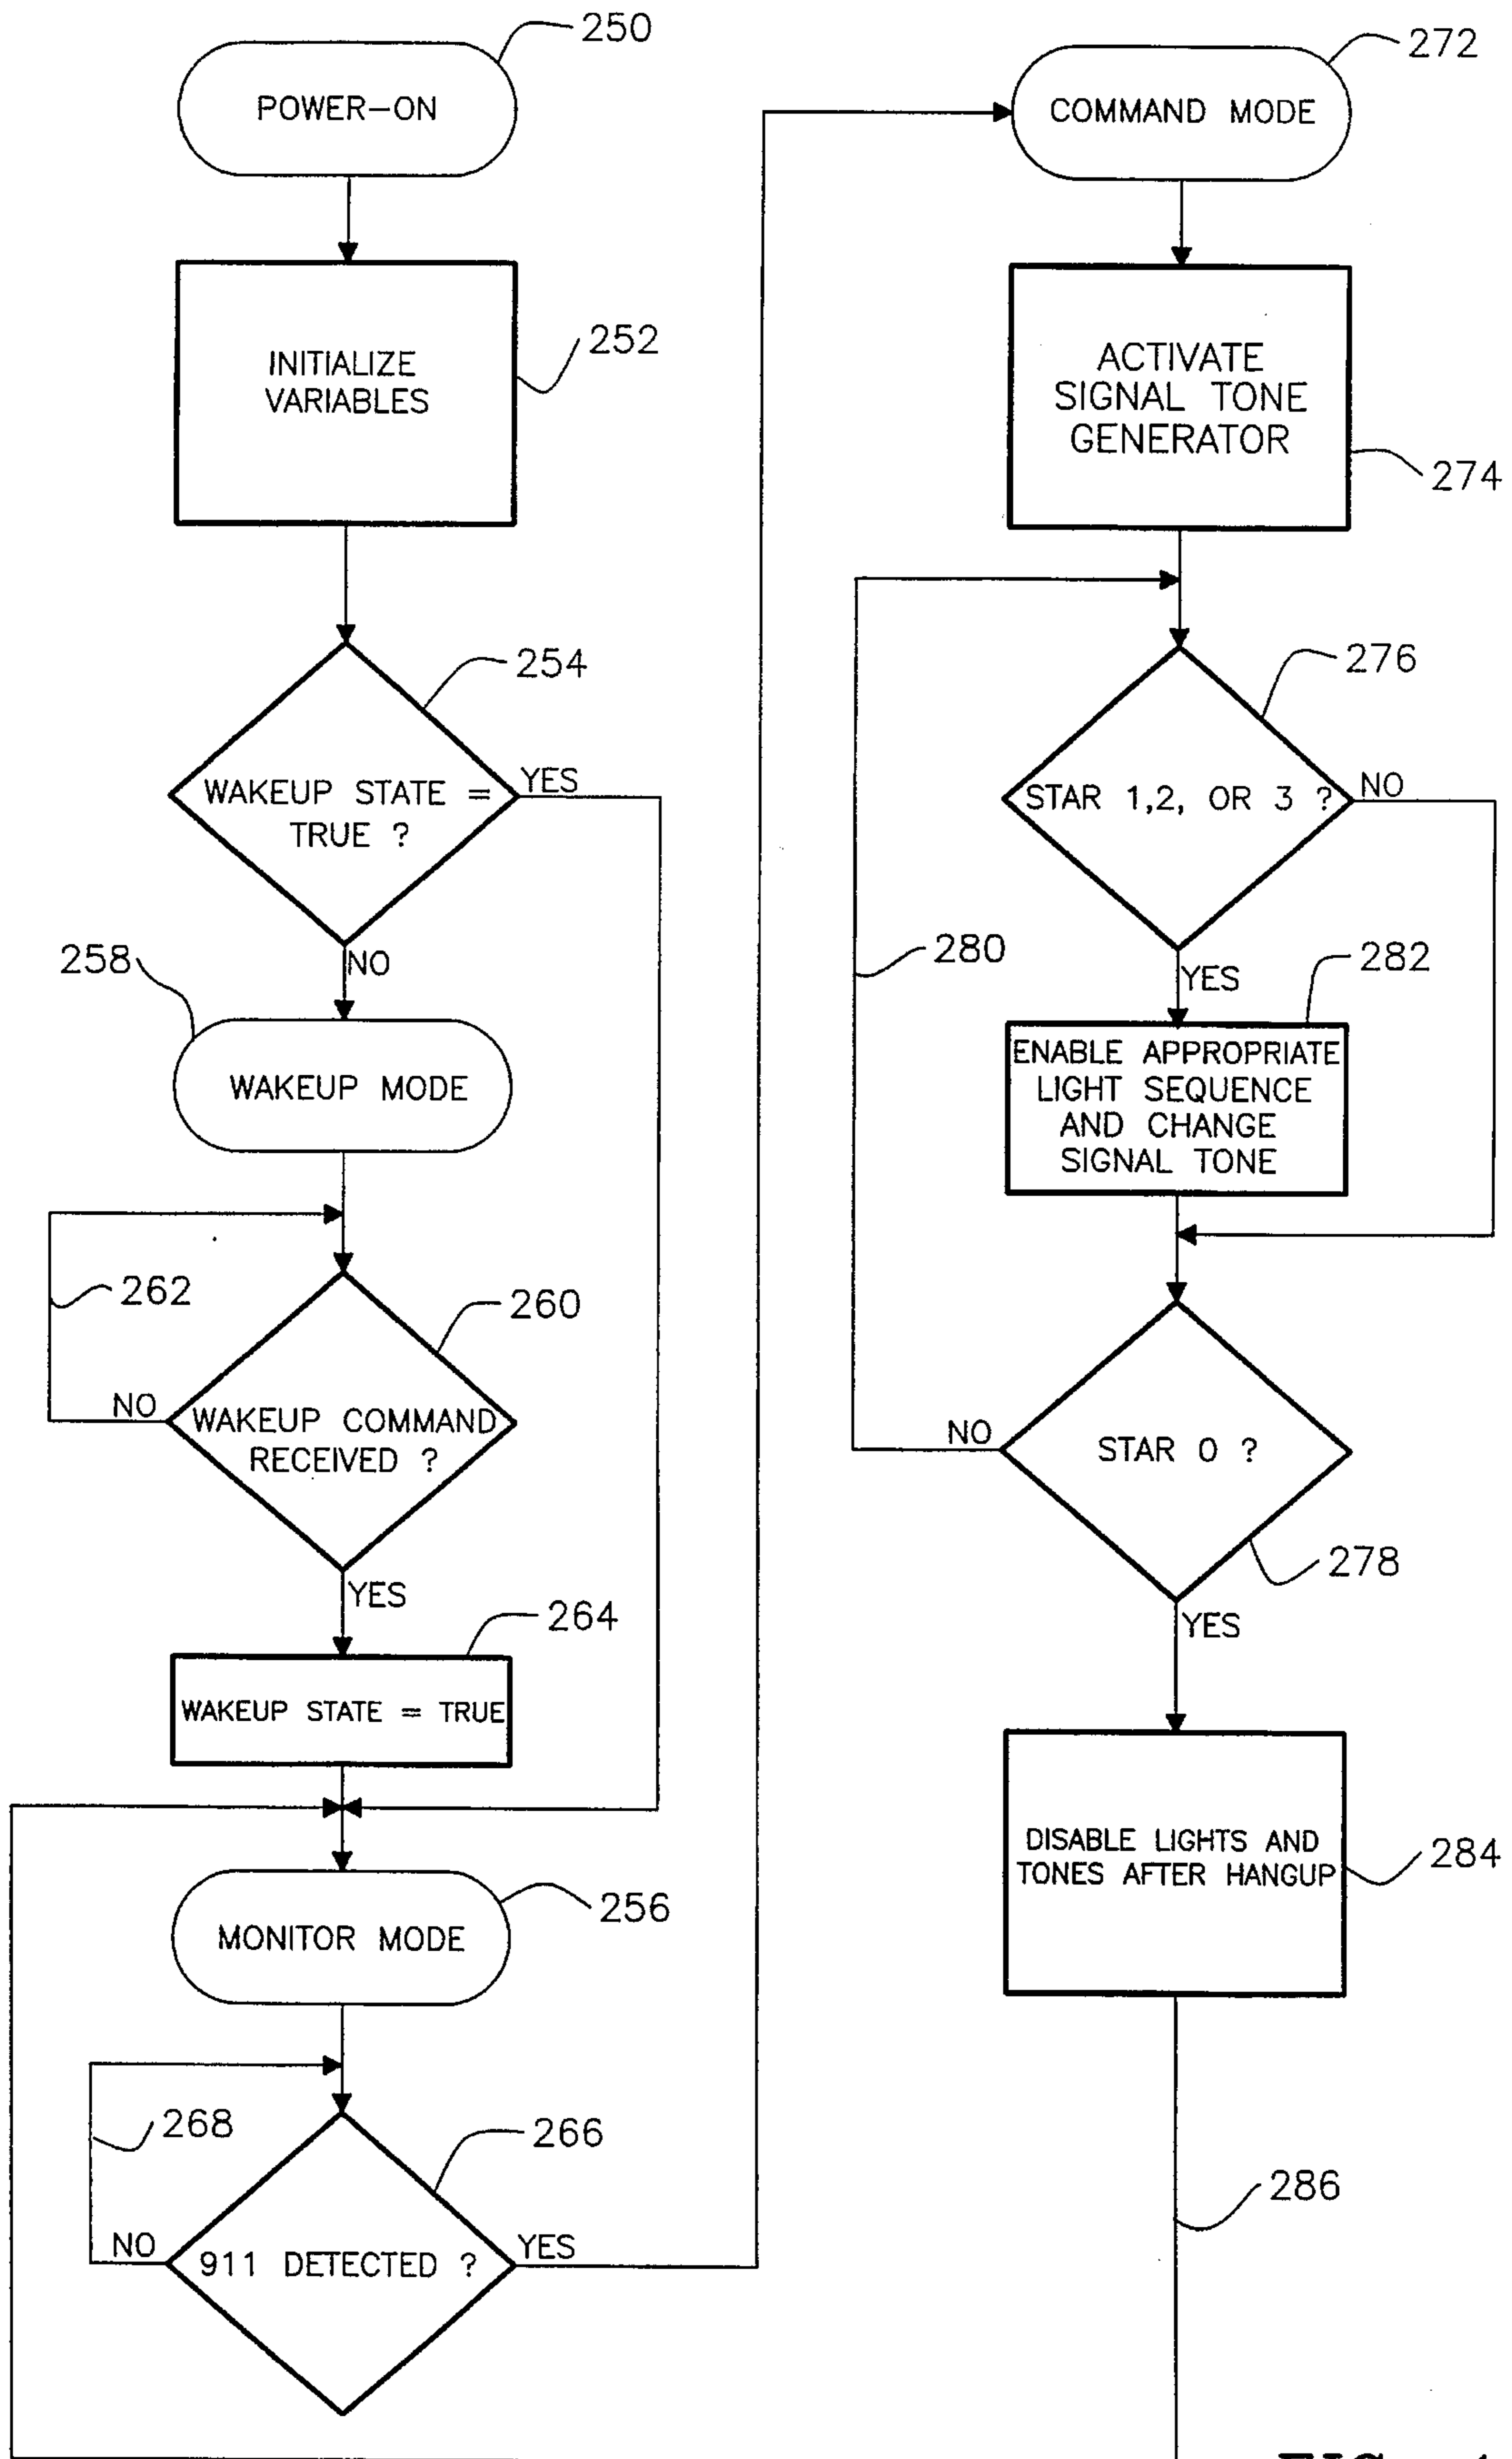 250
POWER-ON
252
INITIALIZE
VARIABLES
254
WAKEUP STATE =
TRUE ?
YES
NO
258
WAKEUP MODE
262
260
NO
WAKEUP COMMAND
RECEIVED ?
YES
264
WAKEUP STATE = TRUE
256
MONITOR MODE
268
266
NO
911 DETECTED ?
YES
272
COMMAND MODE
ACTIVATE
SIGNAL TONE
GENERATOR
274
276
STAR 1,2, OR 3 ?
NO
280
YES
282
ENABLE APPROPRIATE
LIGHT SEQUENCE
AND CHANGE
SIGNAL TONE
NO
STAR 0 ?
278
YES
DISABLE LIGHTS AND
TONES AFTER HANGUP
284
286